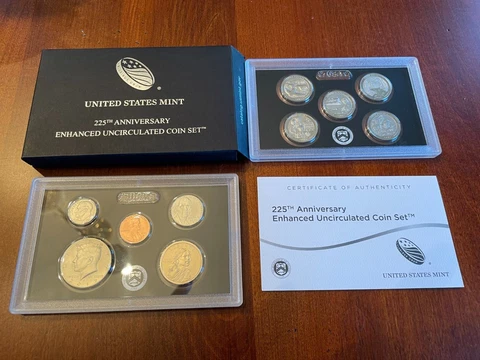 UNITED STATES MINT
225TH ANNIVERSARY
ENHANCED UNCIRCULATED COIN SET™
CERTIFICATE OF AUTHENTICITY
225TH Anniversary
Enhanced Uncirculated Coin Set™
UNITED STATES MINT